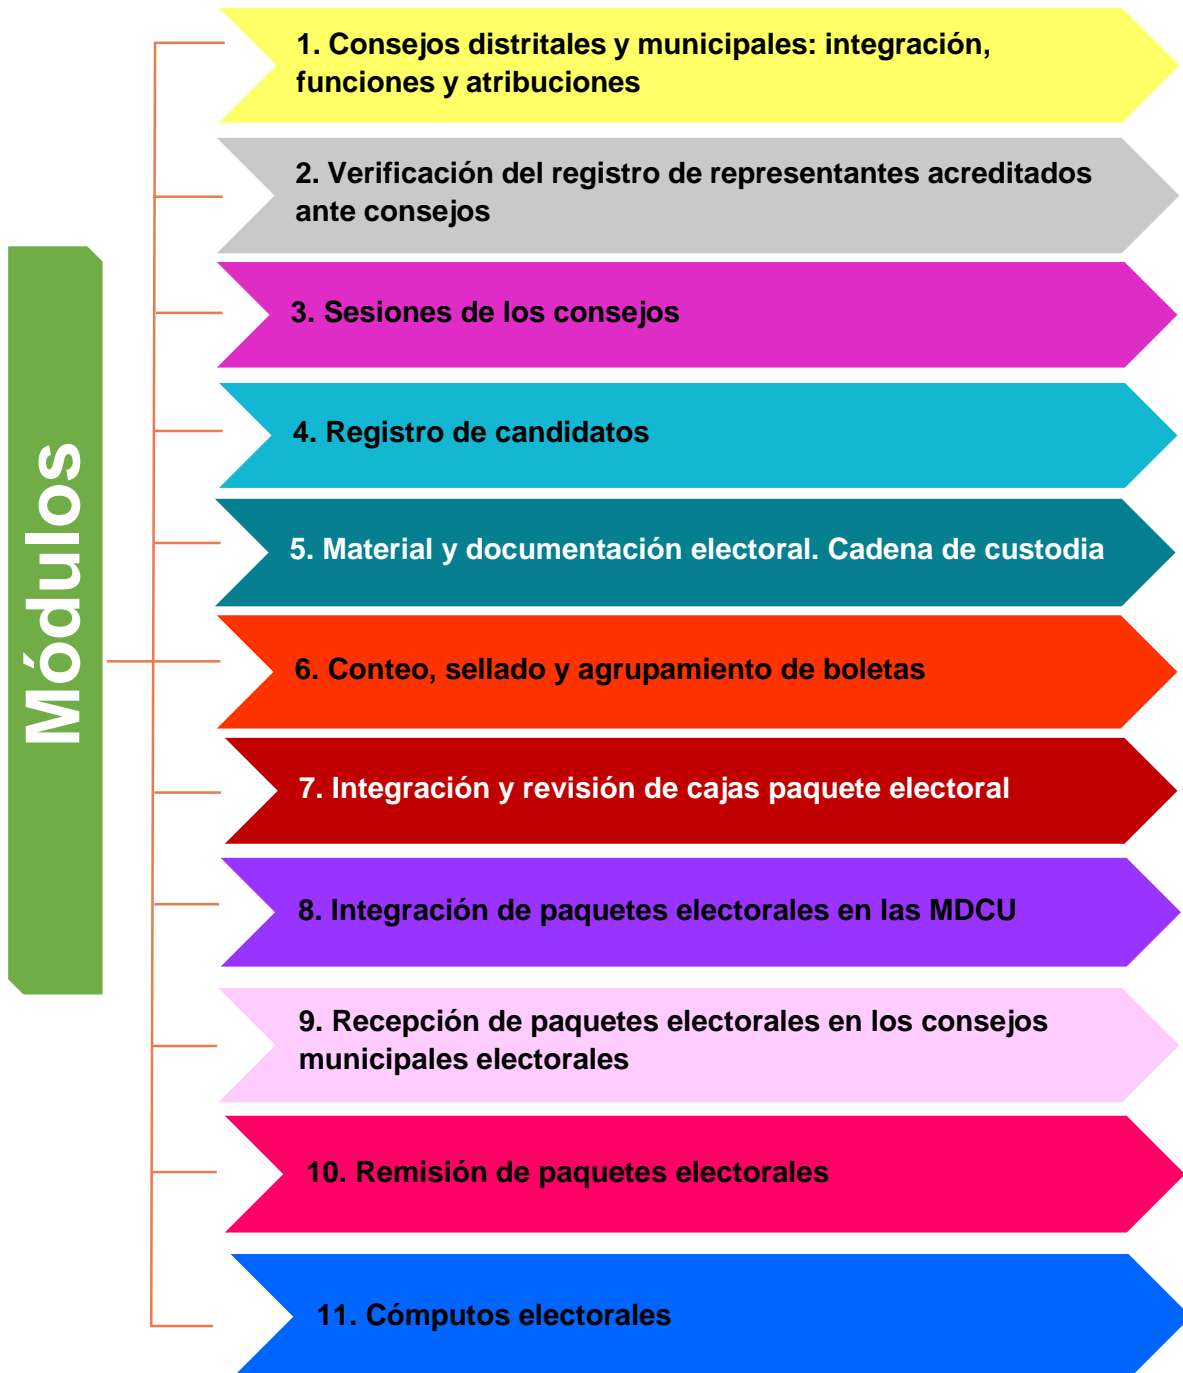 Módulos
1. Consejos distritales y municipales: integración,
funciones y atribuciones
2. Verificación del registro de representantes acreditados
ante consejos
3. Sesiones de los consejos
4. Registro de candidatos
5. Material y documentación electoral. Cadena de custodia
6. Conteo, sellado y agrupamiento de boletas
7. Integración y revisión de cajas paquete electoral
8. Integración de paquetes electorales en las MDCU
9. Recepción de paquetes electorales en los consejos
municipales electorales
10. Remisión de paquetes electorales
11. Cómputos electorales